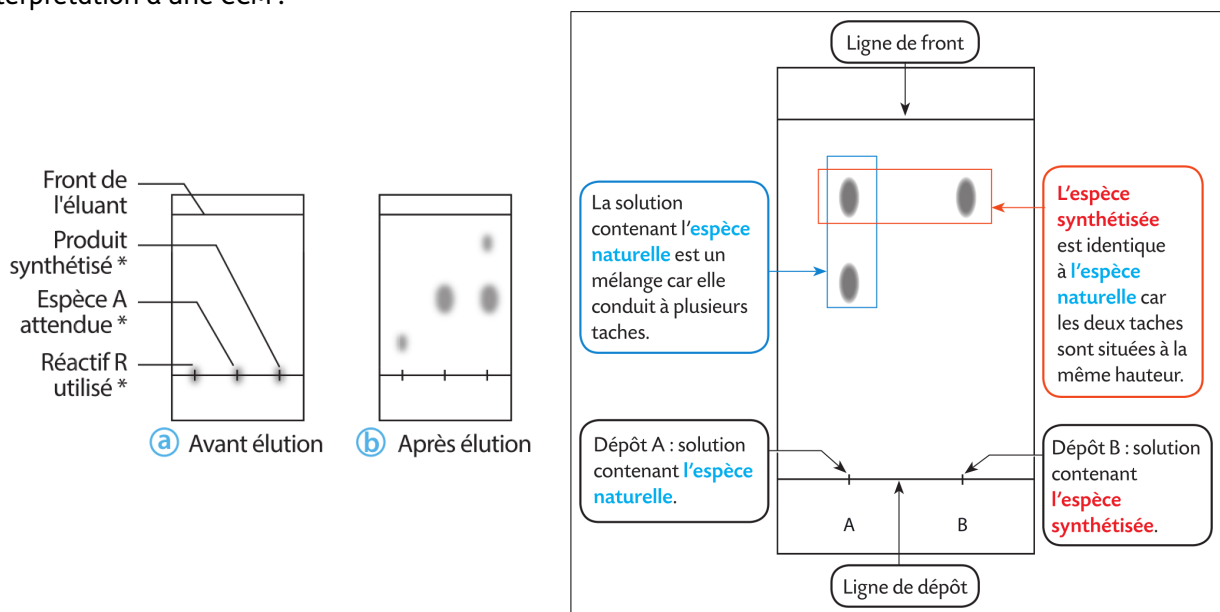 terprétation d'une CCM :
Front de
l'éluant
Produit
synthétisé *
Espèce A
attendue *
Réactif R
utilisé *
a Avant élution
b Après élution
Ligne de front
La solution
contenant l'espèce
naturelle est un
mélange car elle
conduit à plusieurs
taches.
L'espèce
synthétisée
est identique
à l'espèce
naturelle car
les deux taches
sont situées à la
même hauteur.
Dépôt A : solution
contenant l'espèce
naturelle.
Dépôt B : solution
contenant
l'espèce
synthétisée.
A
B
Ligne de dépôt